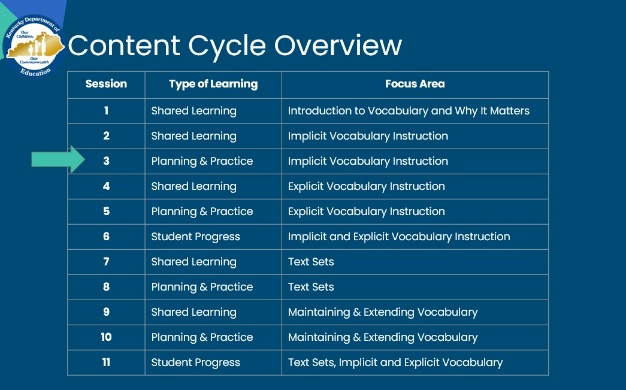 Kentucky Department of
Our Children,
Our Commonwealth
Education
Content Cycle Overview
Session Type of Learning Focus Area
1 Shared Learning Introduction to Vocabulary and Why It Matters
2 Shared Learning Implicit Vocabulary Instruction
3 Planning & Practice Implicit Vocabulary Instruction
4 Shared Learning Explicit Vocabulary Instruction
5 Planning & Practice Explicit Vocabulary Instruction
6 Student Progress Implicit and Explicit Vocabulary Instruction
7 Shared Learning Text Sets
8 Planning & Practice Text Sets
9 Shared Learning Maintaining & Extending Vocabulary
10 Planning & Practice Maintaining & Extending Vocabulary
11 Student Progress Text Sets, Implicit and Explicit Vocabulary